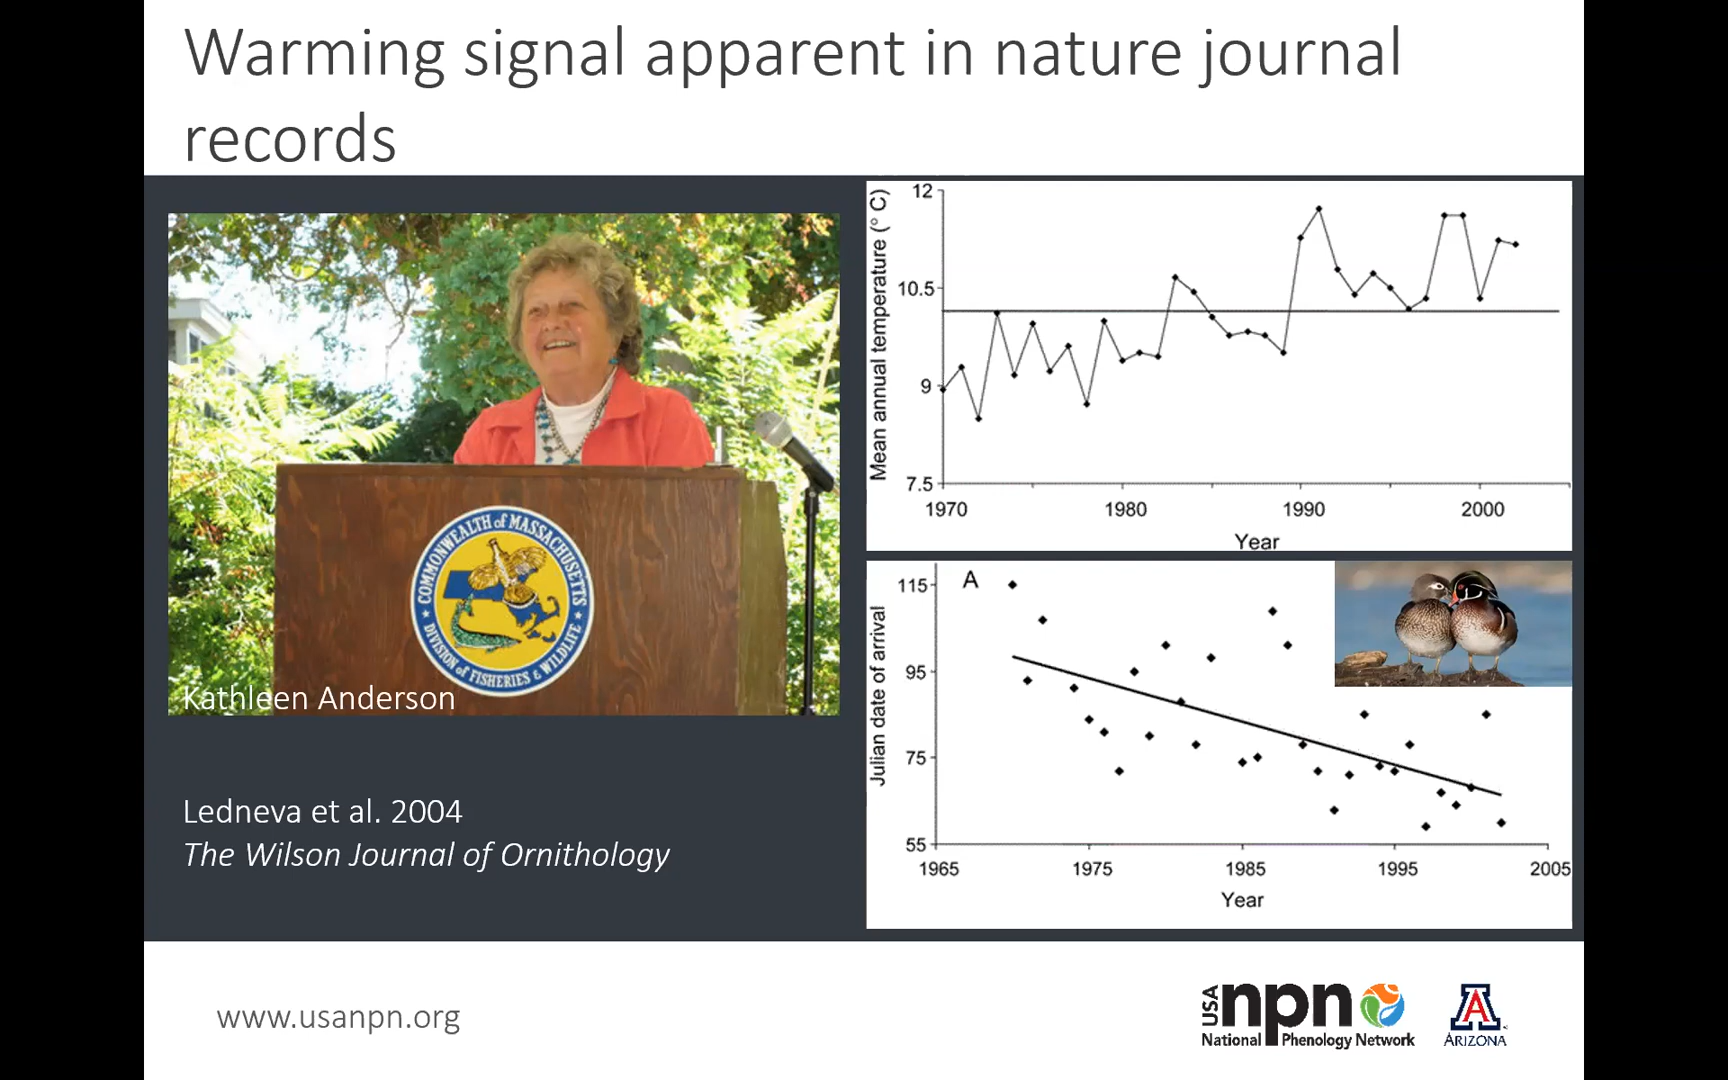 Warming signal apparent in nature journal
records
COMMONWEALTH of MASSACHUSETTS
DIVISION of FISHERIES & WILDLIFE
Kathleen Anderson
Ledneva et al. 2004
The Wilson Journal of Ornithology
Mean annual temperature (° C)
12
10.5
9
7.5
1970 1980 1990 2000
Year
A
Julian date of arrival
115
95
75
55
1965 1975 1985 1995 2005
Year
www.usanpn.org
USA npn
National Phenology Network
A
ARIZONA